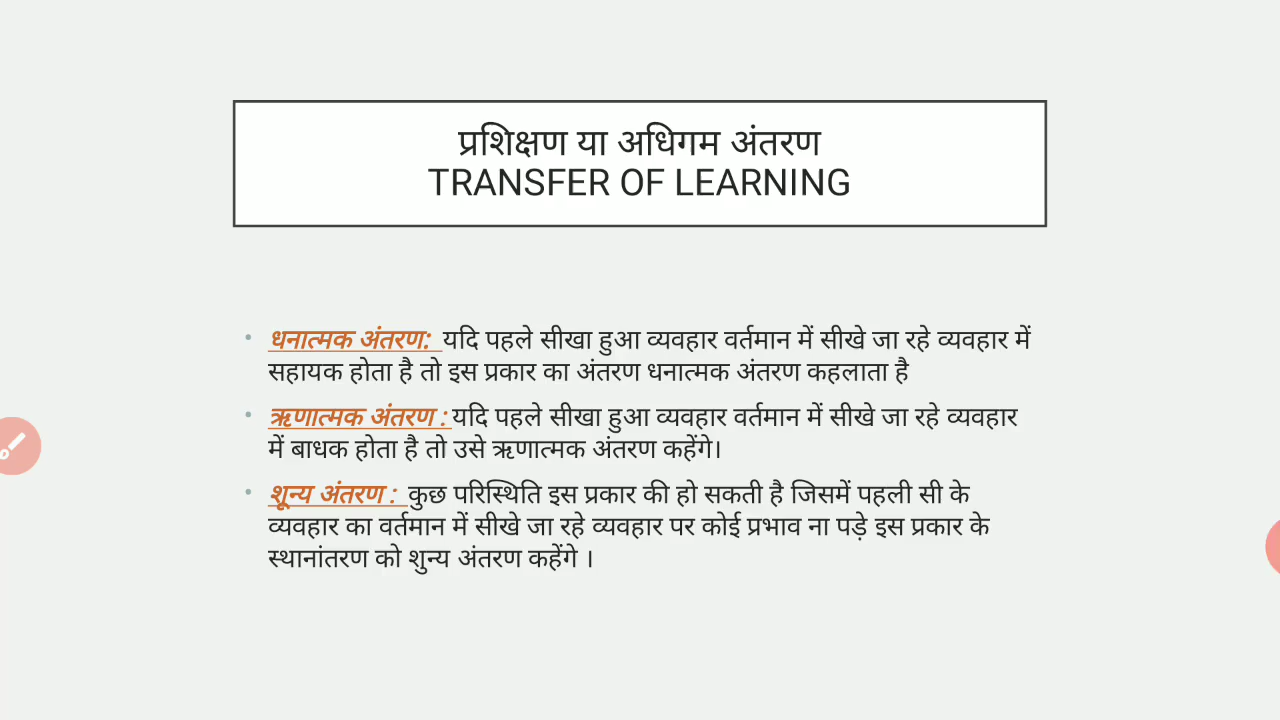 प्रशिक्षण या अधिगम अंतरण
TRANSFER OF LEARNING
धनात्मक अंतरण: यदि पहले सीखा हुआ व्यवहार वर्तमान में सीखे जा रहे व्यवहार में
सहायक होता है तो इस प्रकार का अंतरण धनात्मक अंतरण कहलाता है
ऋणात्मक अंतरण : यदि पहले सीखा हुआ व्यवहार वर्तमान में सीखे जा रहे व्यवहार
में बाधक होता है तो उसे ऋणात्मक अंतरण कहेंगे।
शून्य अंतरण : कुछ परिस्थिति इस प्रकार की हो सकती है जिसमें पहली सी के
व्यवहार का वर्तमान में सीखे जा रहे व्यवहार पर कोई प्रभाव ना पड़े इस प्रकार के
स्थानांतरण को शुन्य अंतरण कहेंगे ।